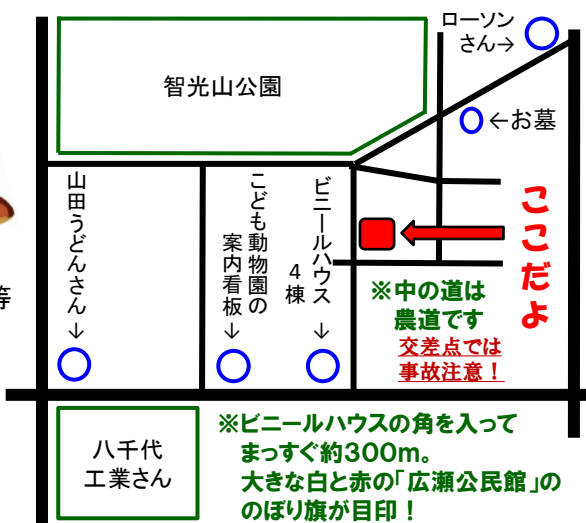 ローソン
さん→
智光山公園
←お墓
山田うどんさん→
こども動物園の
案内看板→
ビニールハウス
4棟→
ここだよ
等
※中の道は
農道です
交差点では
事故注意！
八千代
工業さん
※ビニールハウスの角を入って
まっすぐ約300m。
大きな白と赤の「広瀬公民館」の
のぼり旗が目印！